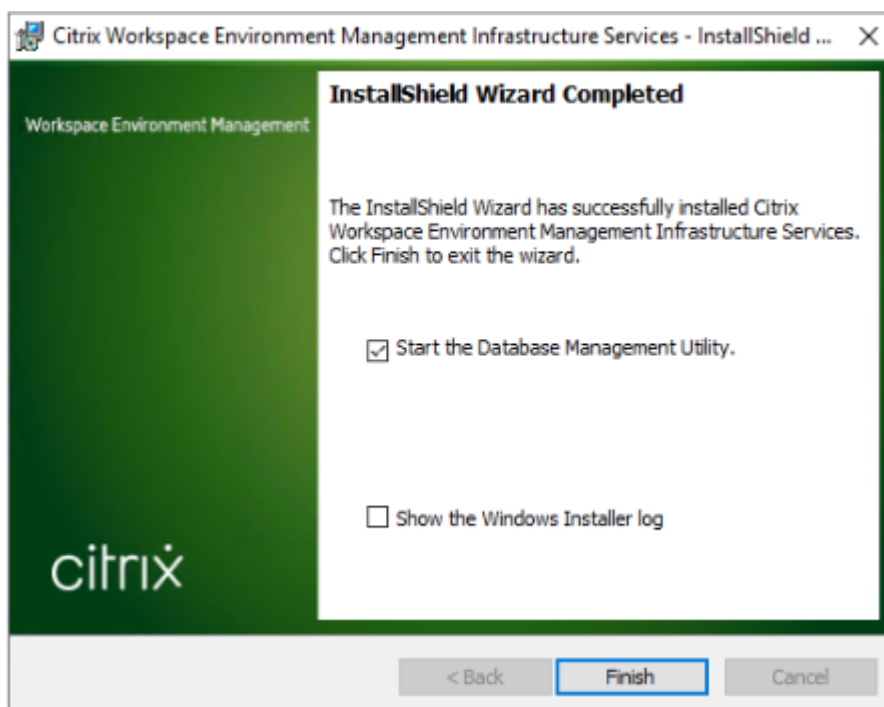 Citrix Workspace Environment Management Infrastructure Services - InstallShield ...
Workspace Environment Management
InstallShield Wizard Completed
The InstallShield Wizard has successfully installed Citrix
Workspace Environment Management Infrastructure Services.
Click Finish to exit the wizard.
Start the Database Management Utility.
Show the Windows Installer log
citrix
< Back
Finish
Cancel